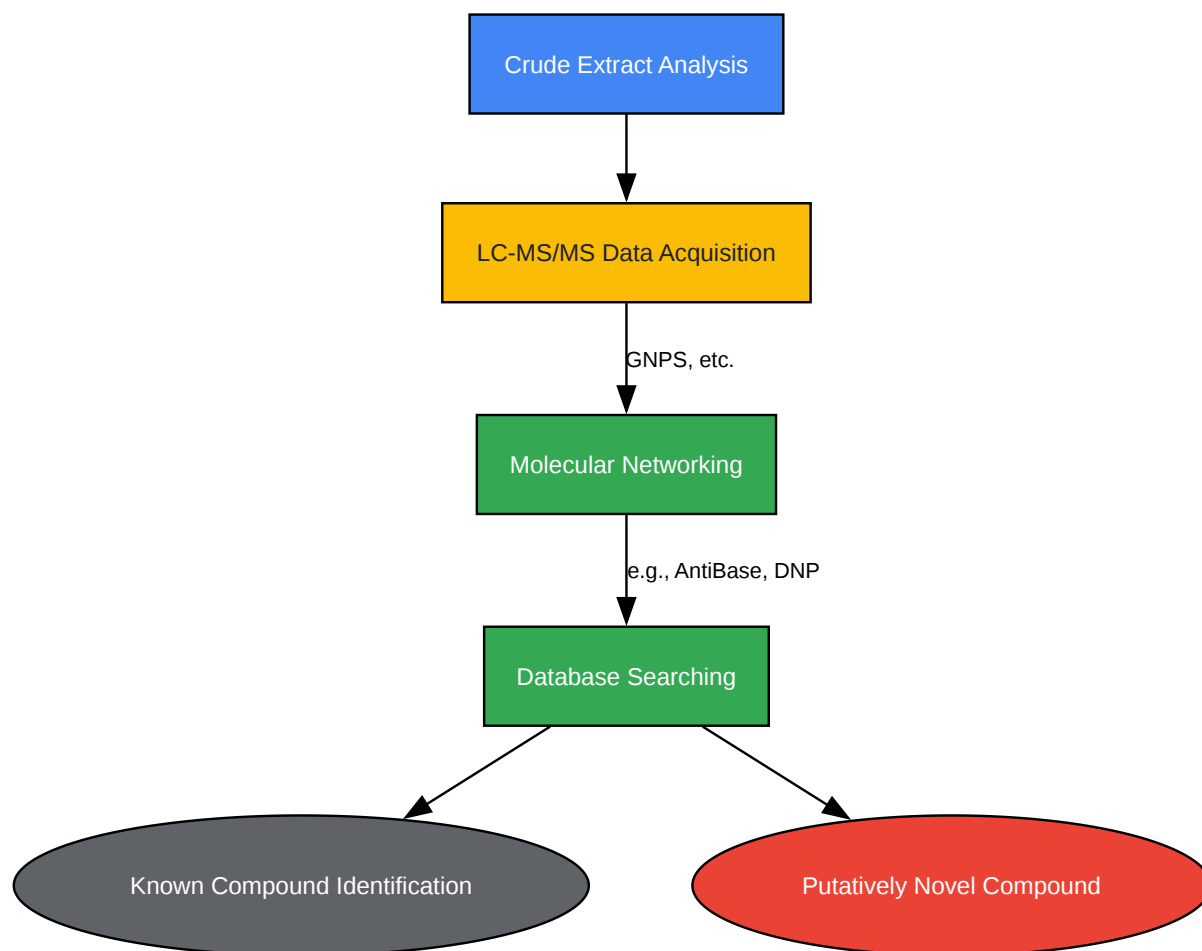 Crude Extract Analysis
LC-MS/MS Data Acquisition
GNPS, etc.
Molecular Networking
e.g., AntiBase, DNP
Database Searching
Known Compound Identification
Putatively Novel Compound